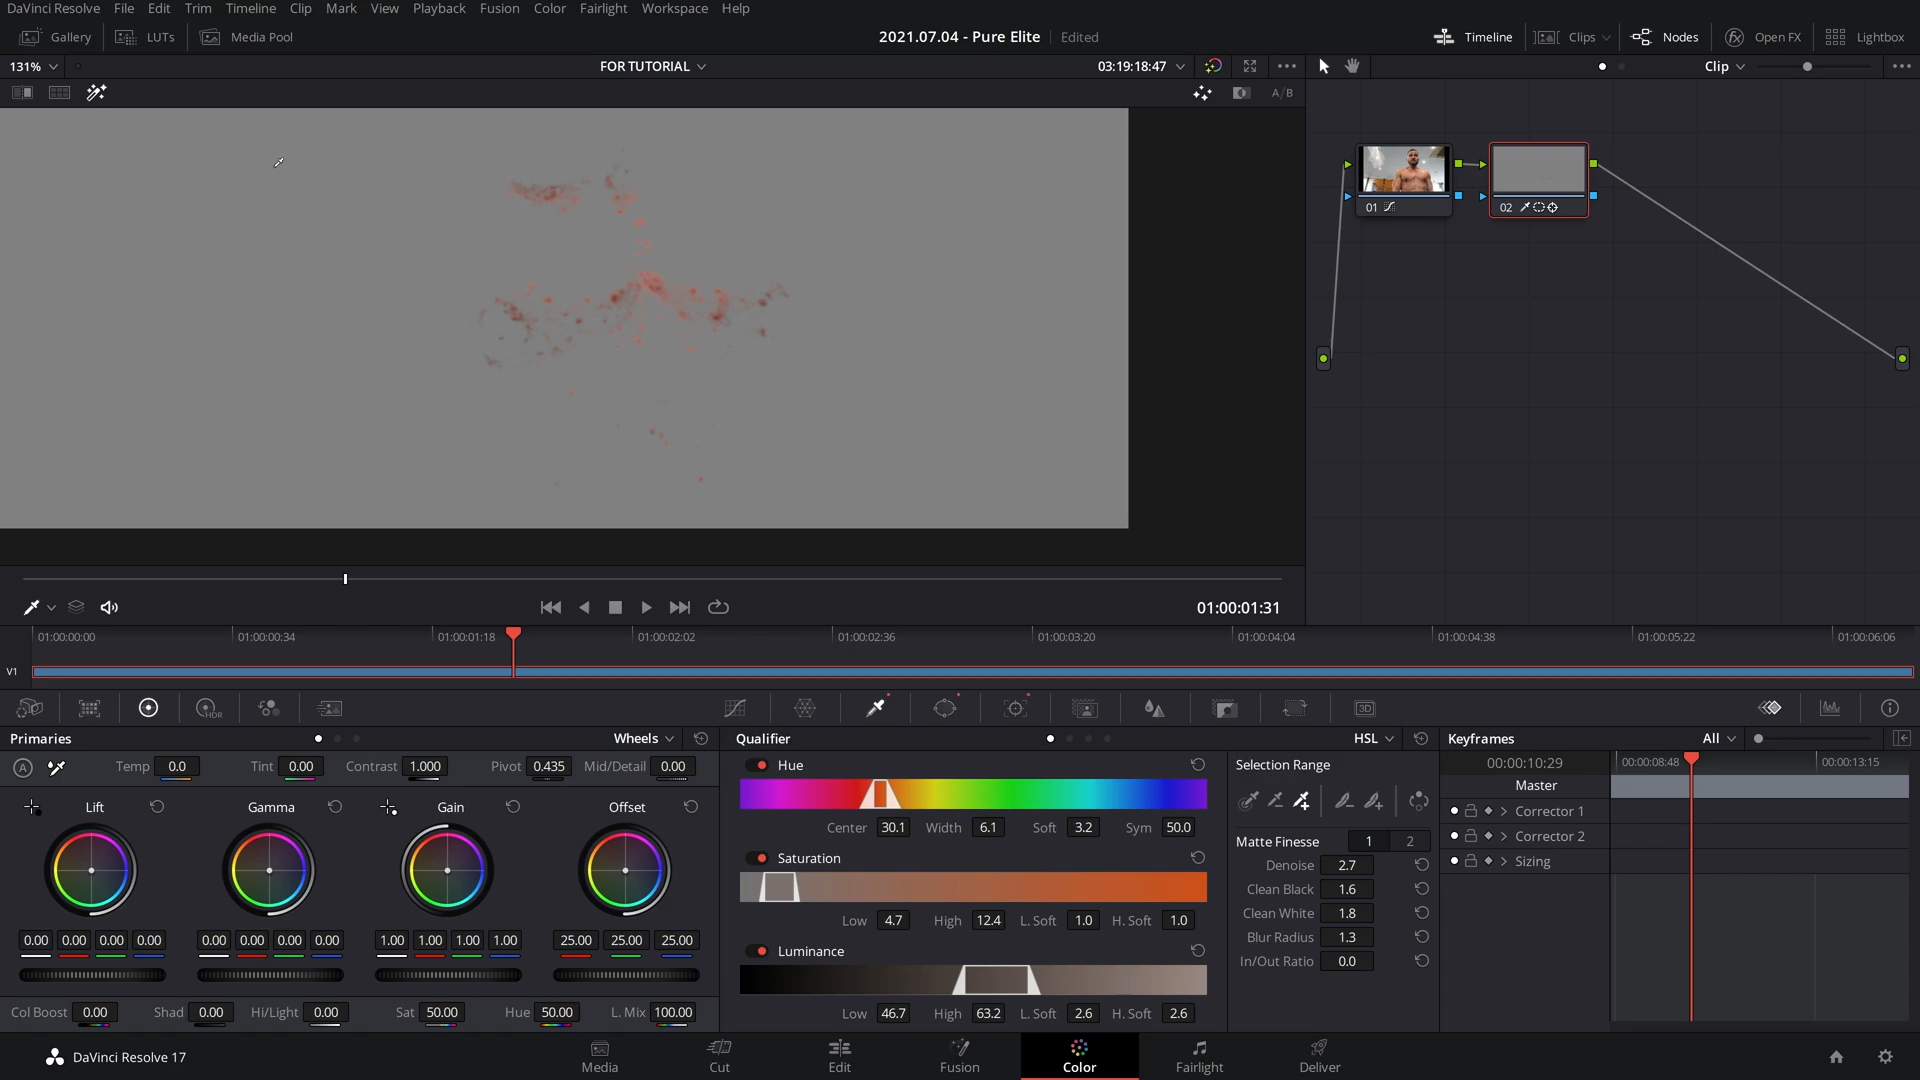 DaVinci Resolve File Edit Trim Timeline Clip Mark View Playback Fusion Color Fairlight Workspace Help
Gallery LUTs Media Pool 2021.07.04 - Pure Elite Edited Timeline Clips Nodes Open FX Lightbox
131% FOR TUTORIAL 03:19:18:47 Clip
A/B
01 02
01:00:01:31
01:00:00:00 01:00:00:34 01:00:01:18 01:00:02:02 01:00:02:36 01:00:03:20 01:00:04:04 01:00:04:38 01:00:05:22 01:00:06:06
V1
HDR 3D
Primaries Wheels Qualifier HSL Keyframes All
A Temp 0.0 Tint 0.00 Contrast 1.000 Pivot 0.435 Mid/Detail 0.00
Lift Gamma Gain Offset
0.00 0.00 0.00 0.00 0.00 0.00 0.00 0.00 1.00 1.00 1.00 1.00 25.00 25.00 25.00
Col Boost 0.00 Shad 0.00 Hi/Light 0.00 Sat 50.00 Hue 50.00 L. Mix 100.00
Hue
Center 30.1 Width 6.1 Soft 3.2 Sym 50.0
Saturation
Low 4.7 High 12.4 L. Soft 1.0 H. Soft 1.0
Luminance
Low 46.7 High 63.2 L. Soft 2.6 H. Soft 2.6
Selection Range
Matte Finesse 1 2
Denoise 2.7
Clean Black 1.6
Clean White 1.8
Blur Radius 1.3
In/Out Ratio 0.0
00:00:10:29 00:00:08:48 00:00:13:15
Master
Corrector 1
Corrector 2
Sizing
DaVinci Resolve 17 Media Cut Edit Fusion Color Fairlight Deliver